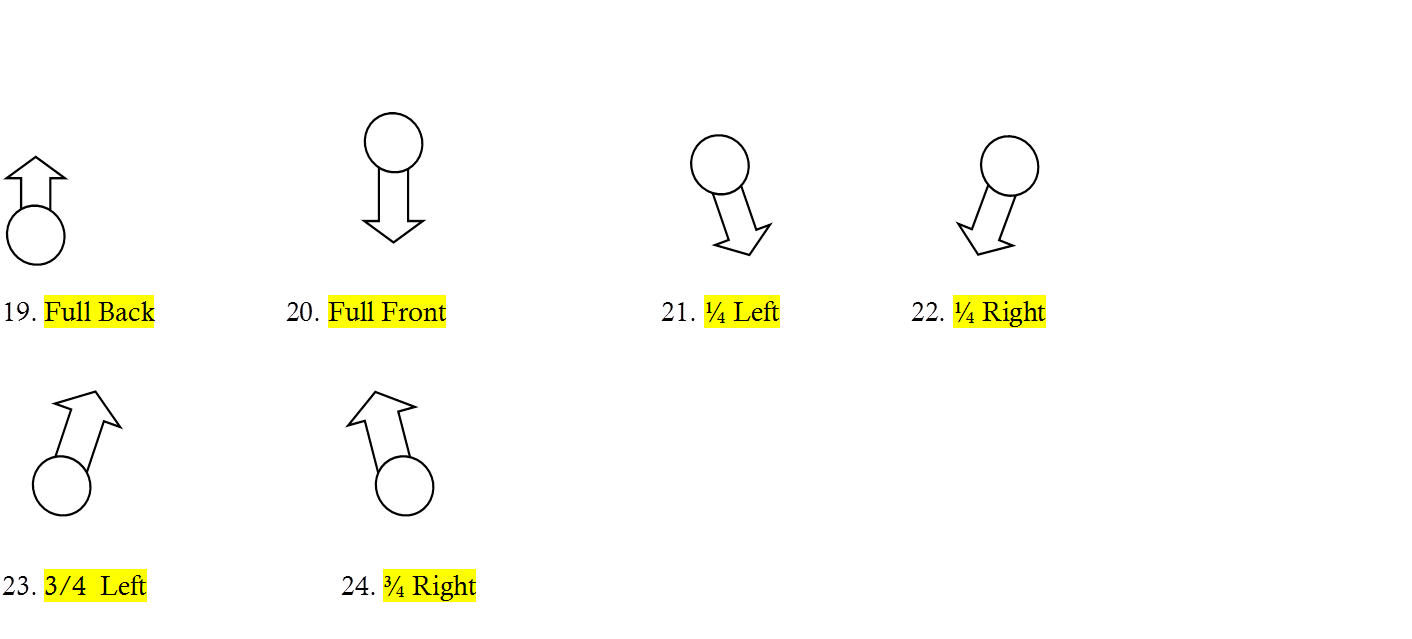 19. Full Back 20. Full Front 21. ¼ Left 22. ¼ Right
23. 3/4 Left 24. ¾ Right